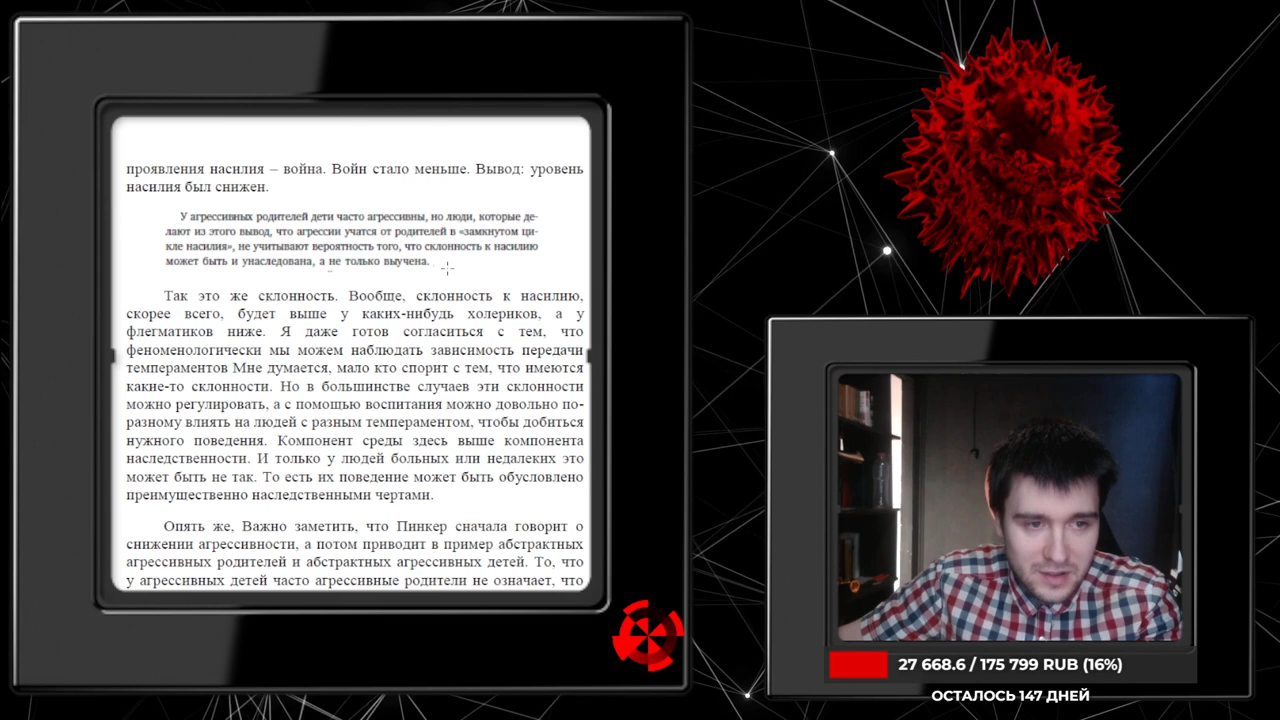 проявления насилия – война. Войн стало меньше. Вывод: уровень
насилия был снижен.
У агрессивных родителей дети часто агрессивны, но люди, которые де-
лают из этого вывод, что агрессии учатся от родителей в «замкнутом ци-
кле насилия», не учитывают вероятность того, что склонность к насилию
может быть и унаследована, а не только выучена.
Так это же склонность. Вообще, склонность к насилию,
скорее всего, будет выше у каких-нибудь холериков, а у
флегматиков ниже. Я даже готов согласиться с тем, что
феноменологически мы можем наблюдать зависимость передачи
темпераментов Мне думается, мало кто спорит с тем, что имеются
какие-то склонности. Но в большинстве случаев эти склонности
можно регулировать, а с помощью воспитания можно довольно по-
разному влиять на людей с разным темпераментом, чтобы добиться
нужного поведения. Компонент среды здесь выше компонента
наследственности. И только у людей больных или недалеких это
может быть не так. То есть их поведение может быть обусловлено
преимущественно наследственными чертами.
Опять же, Важно заметить, что Пинкер сначала говорит о
снижении агрессивности, а потом приводит в пример абстрактных
агрессивных родителей и абстрактных агрессивных детей. То, что
у агрессивных детей часто агрессивные родители не означает, что
27 668.6 / 175 799 RUB (16%)
ОСТАЛОСЬ 147 ДНЕЙ